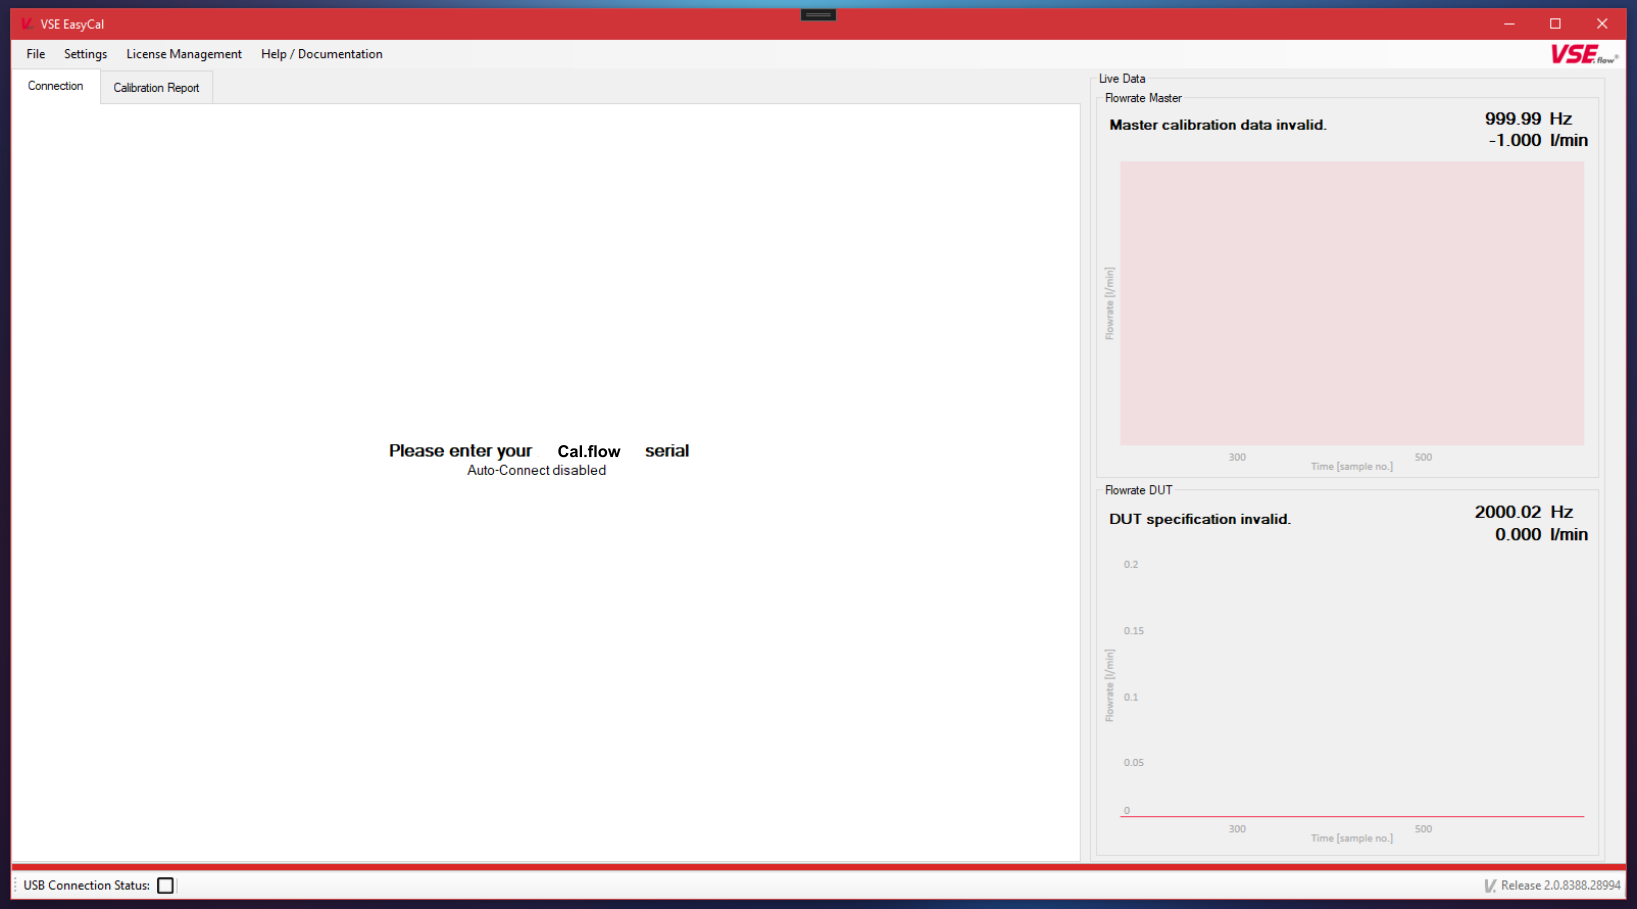 VSE EasyCal
File Settings License Management Help / Documentation
VSE.flow®
Connection Calibration Report
Live Data
Flowrate Master
Master calibration data invalid.
999.99 Hz
-1.000 l/min
Flowrate [l/min]
300 500
Time [sample no.]
Please enter your Cal.flow serial
Auto-Connect disabled
Flowrate DUT
DUT specification invalid.
2000.02 Hz
0.000 l/min
0.2
0.15
0.1
0.05
0
Flowrate [l/min]
300 500
Time [sample no.]
USB Connection Status:
Release 2.0.8388.28994